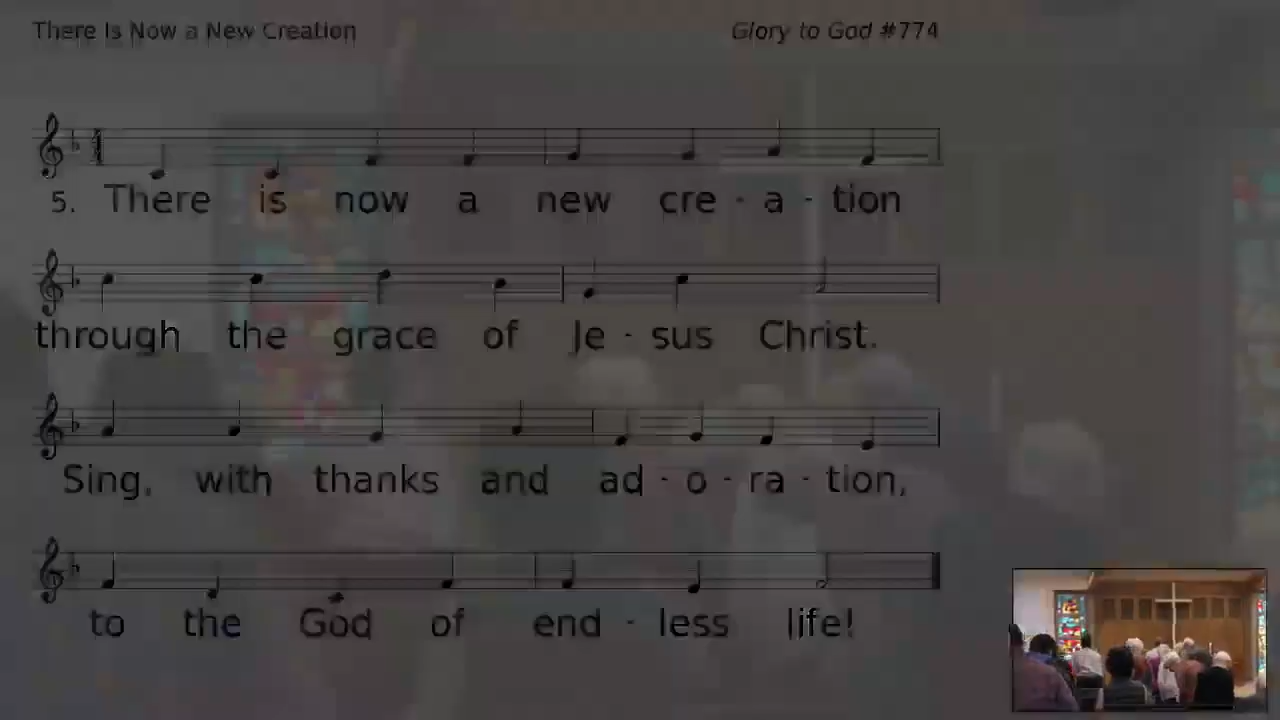 There Is Now a New Creation
Glory to God #774
5. There is now a new cre - a - tion
through the grace of Je - sus Christ.
Sing, with thanks and ad - o - ra - tion,
to the God of end - less life!